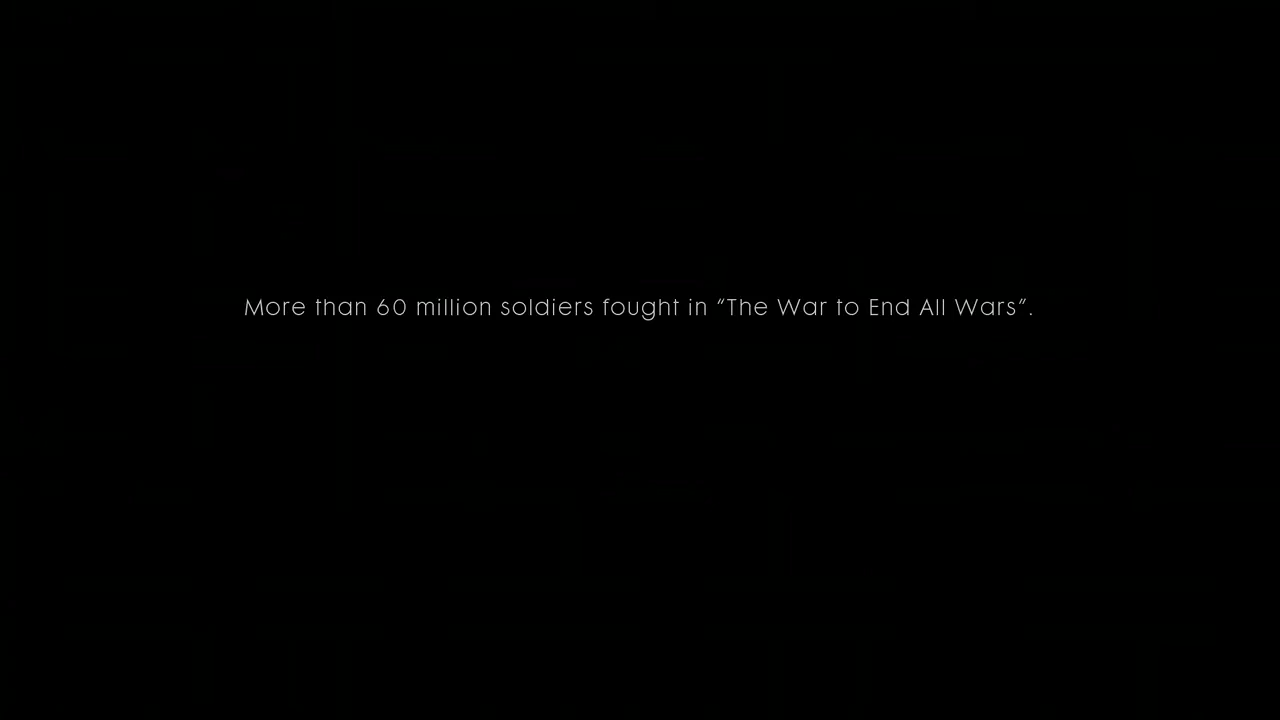 More than 60 million soldiers fought in “The War to End All Wars”.